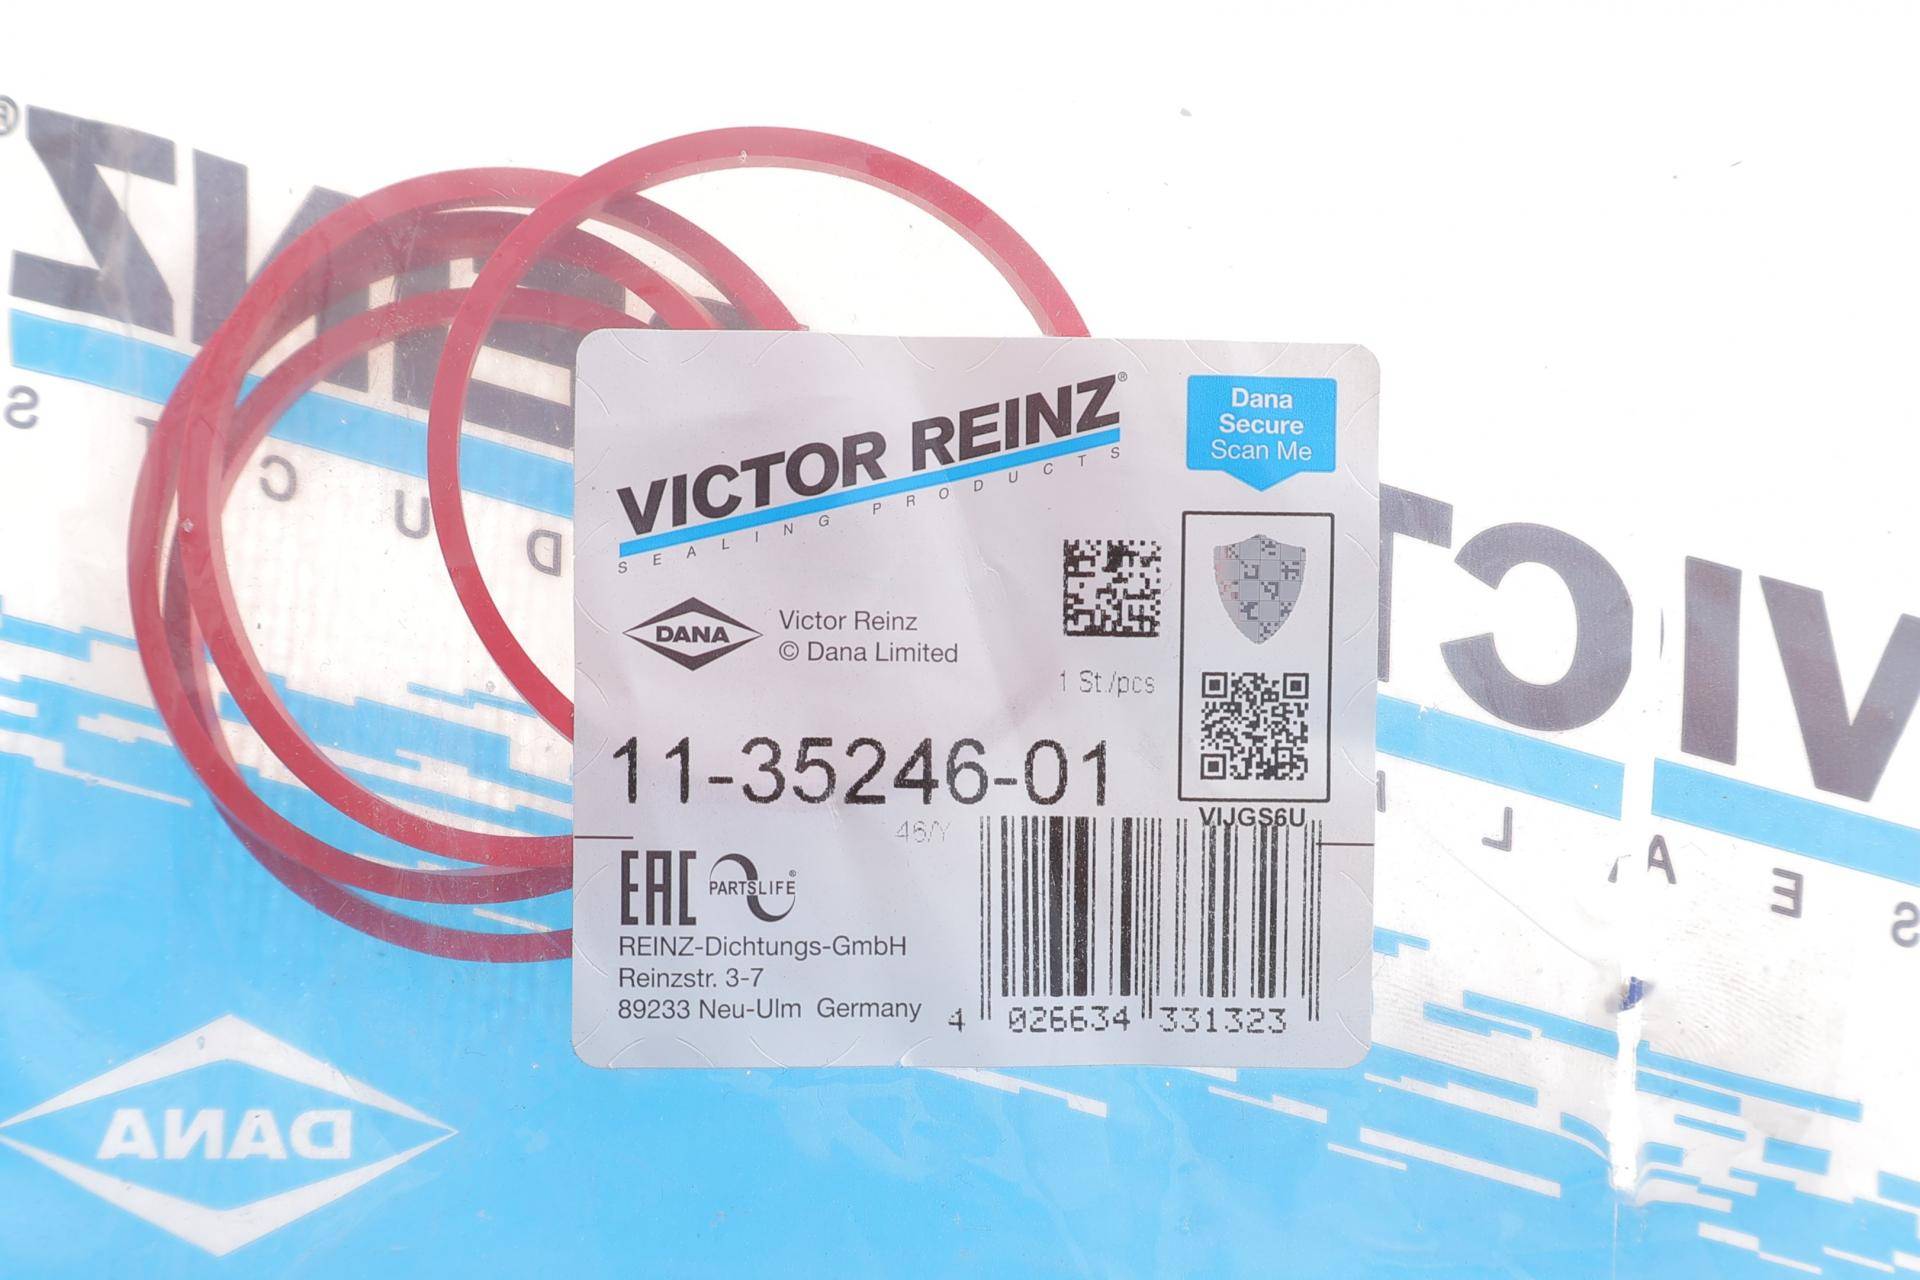 VICTOR REINZ®
SEALING PRODUCTS
Dana
Secure
Scan Me
DANA
Victor Reinz
© Dana Limited
1 St./pcs
11-35246-01
VIJGS6U
46/Y
EAC
PARTSLIFE®
REINZ-Dichtungs-GmbH
Reinzstr. 3-7
89233 Neu-Ulm Germany
4 026634 331323
DANA